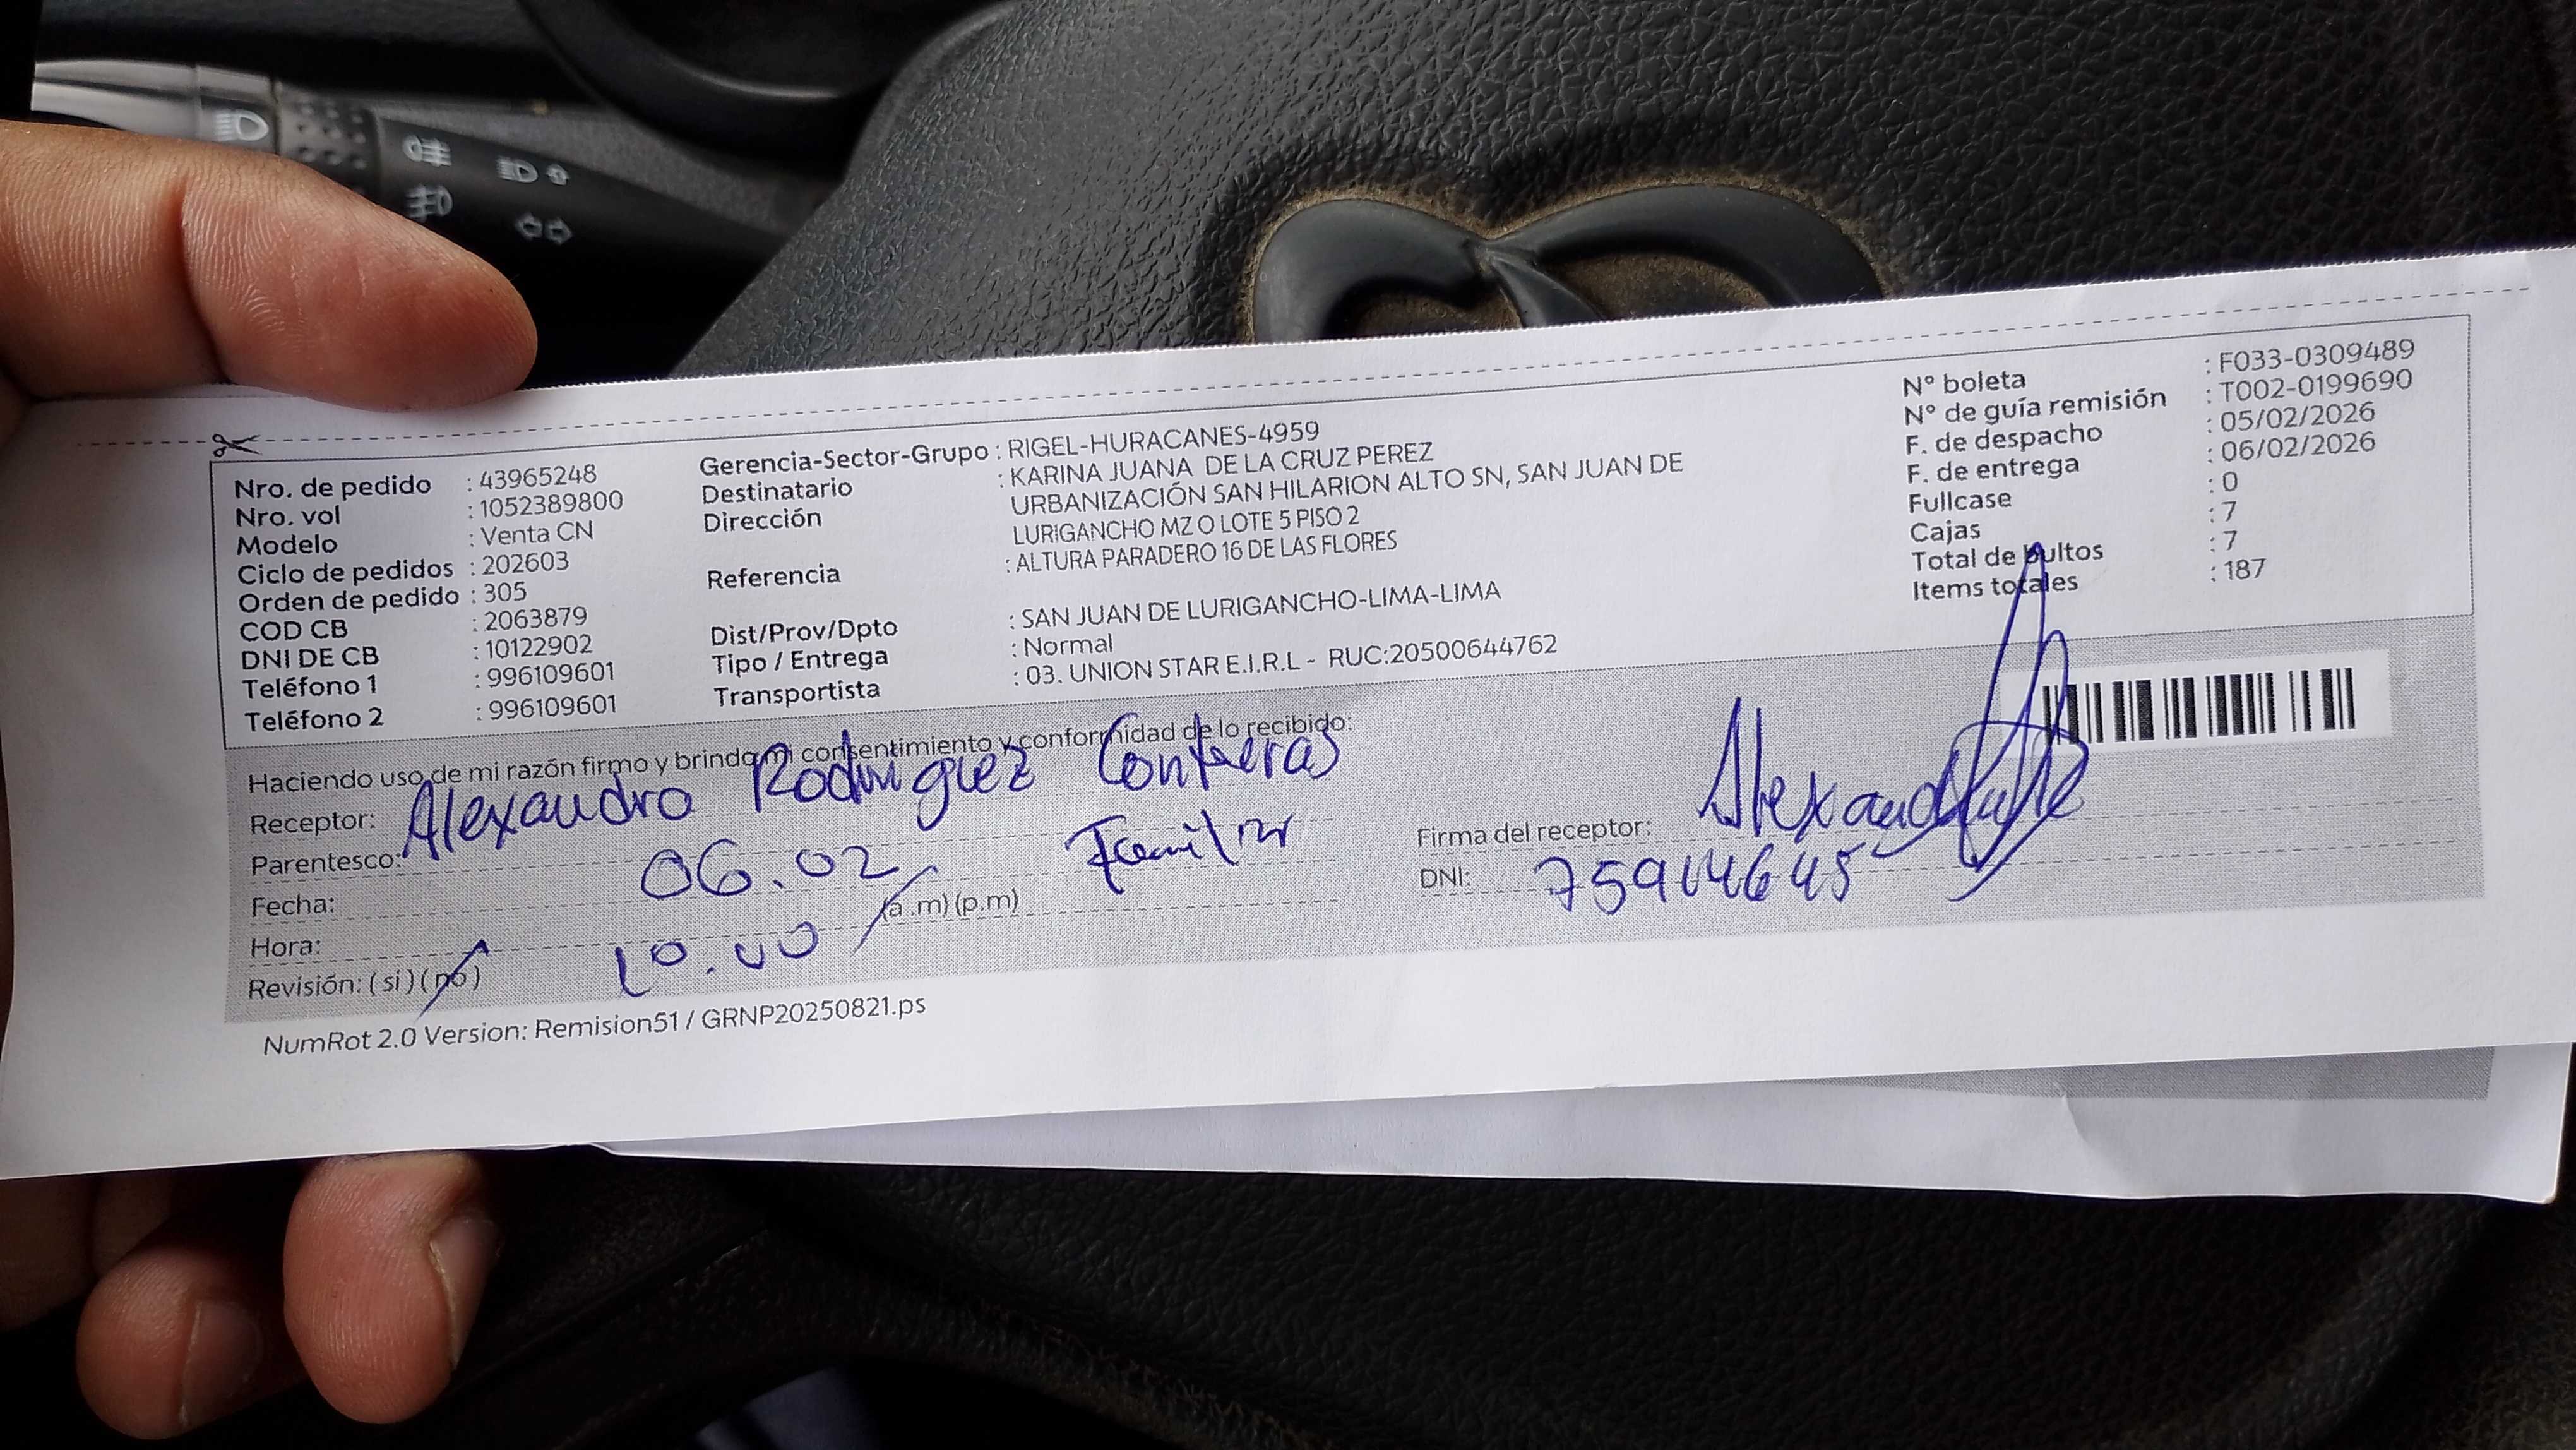 Nro. de pedido : 43965248
Nro. vol : 1052389800
Modelo : Venta CN
Ciclo de pedidos : 202603
Orden de pedido : 305
COD CB : 2063879
DNI DE CB : 10122902
Teléfono 1 : 996109601
Teléfono 2 : 996109601
Gerencia-Sector-Grupo : RIGEL-HURACANES-4959
Destinatario : KARINA JUANA DE LA CRUZ PEREZ
Dirección URBANIZACIÓN SAN HILARION ALTO SN, SAN JUAN DE
LURIGANCHO MZ O LOTE 5 PISO 2
Referencia : ALTURA PARADERO 16 DE LAS FLORES
Dist/Prov/Dpto : SAN JUAN DE LURIGANCHO-LIMA-LIMA
Tipo / Entrega : Normal
Transportista : 03. UNION STAR E.I.R.L - RUC:20500644762
N° boleta : F033-0309489
N° de guía remisión : T002-0199690
F. de despacho : 05/02/2026
F. de entrega : 06/02/2026
Fullcase : 0
Cajas : 7
Total de bultos : 7
Items totales : 187
Haciendo uso de mi razón firmo y brindo mi consentimiento y conformidad de lo recibido:
Receptor: Alexandro Rodriguez Contreras
Parentesco: Familiar
Fecha: 06.02
Hora: 10.00 (a.m) (p.m)
Revisión: (si) (no)
Firma del receptor: Alexand
DNI:
NumRot 2.0 Version: Remision51 / GRNP20250821.ps